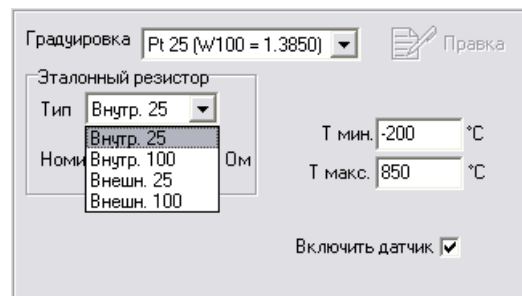 Градуировка Pt 25 (W100 = 1.3850) Правка
Эталонный резистор
Тип Внутр. 25
Внутр. 25
Внутр. 100
Внешн. 25
Внешн. 100
Ом
Т мин. -200 °C
Т макс. 850 °C
Включить датчик